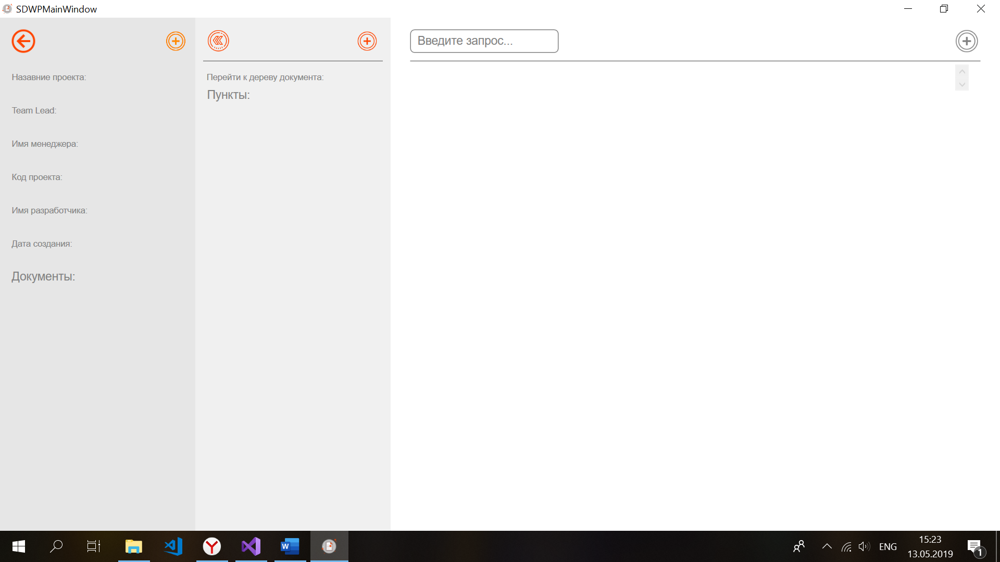 SDWPMainWindow
Назавние проекта:
Team Lead:
Имя менеджера:
Код проекта:
Имя разработчика:
Дата создания:
Документы:
Перейти к дереву документа:
Пункты:
Введите запрос...
W
ENG
15:23
13.05.2019
1